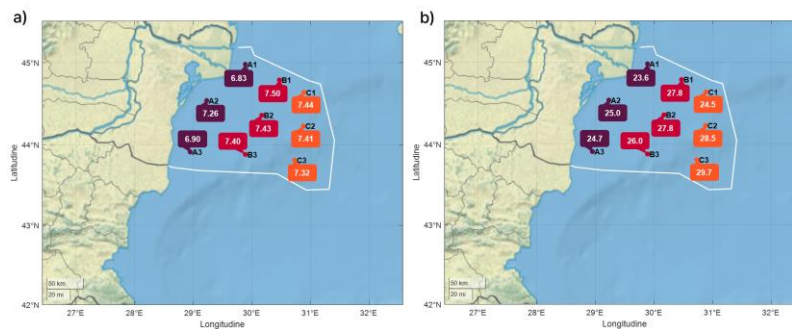 a)
45°N
44°N
43°N
42°N
Latitudine
A1
6.83
B1
7.50
C1
7.44
A2
7.26
B2
7.43
C2
7.41
6.90
A3
7.40
B3
C3
7.32
50 km
20 mi
27°E 28°E 29°E 30°E 31°E 32°E
Longitudine
b)
45°N
44°N
43°N
42°N
Latitudine
A1
23.6
B1
27.8
C1
24.5
A2
25.0
B2
27.8
C2
28.5
24.7
A3
26.0
B3
C3
29.7
50 km
20 mi
27°E 28°E 29°E 30°E 31°E 32°E
Longitudine